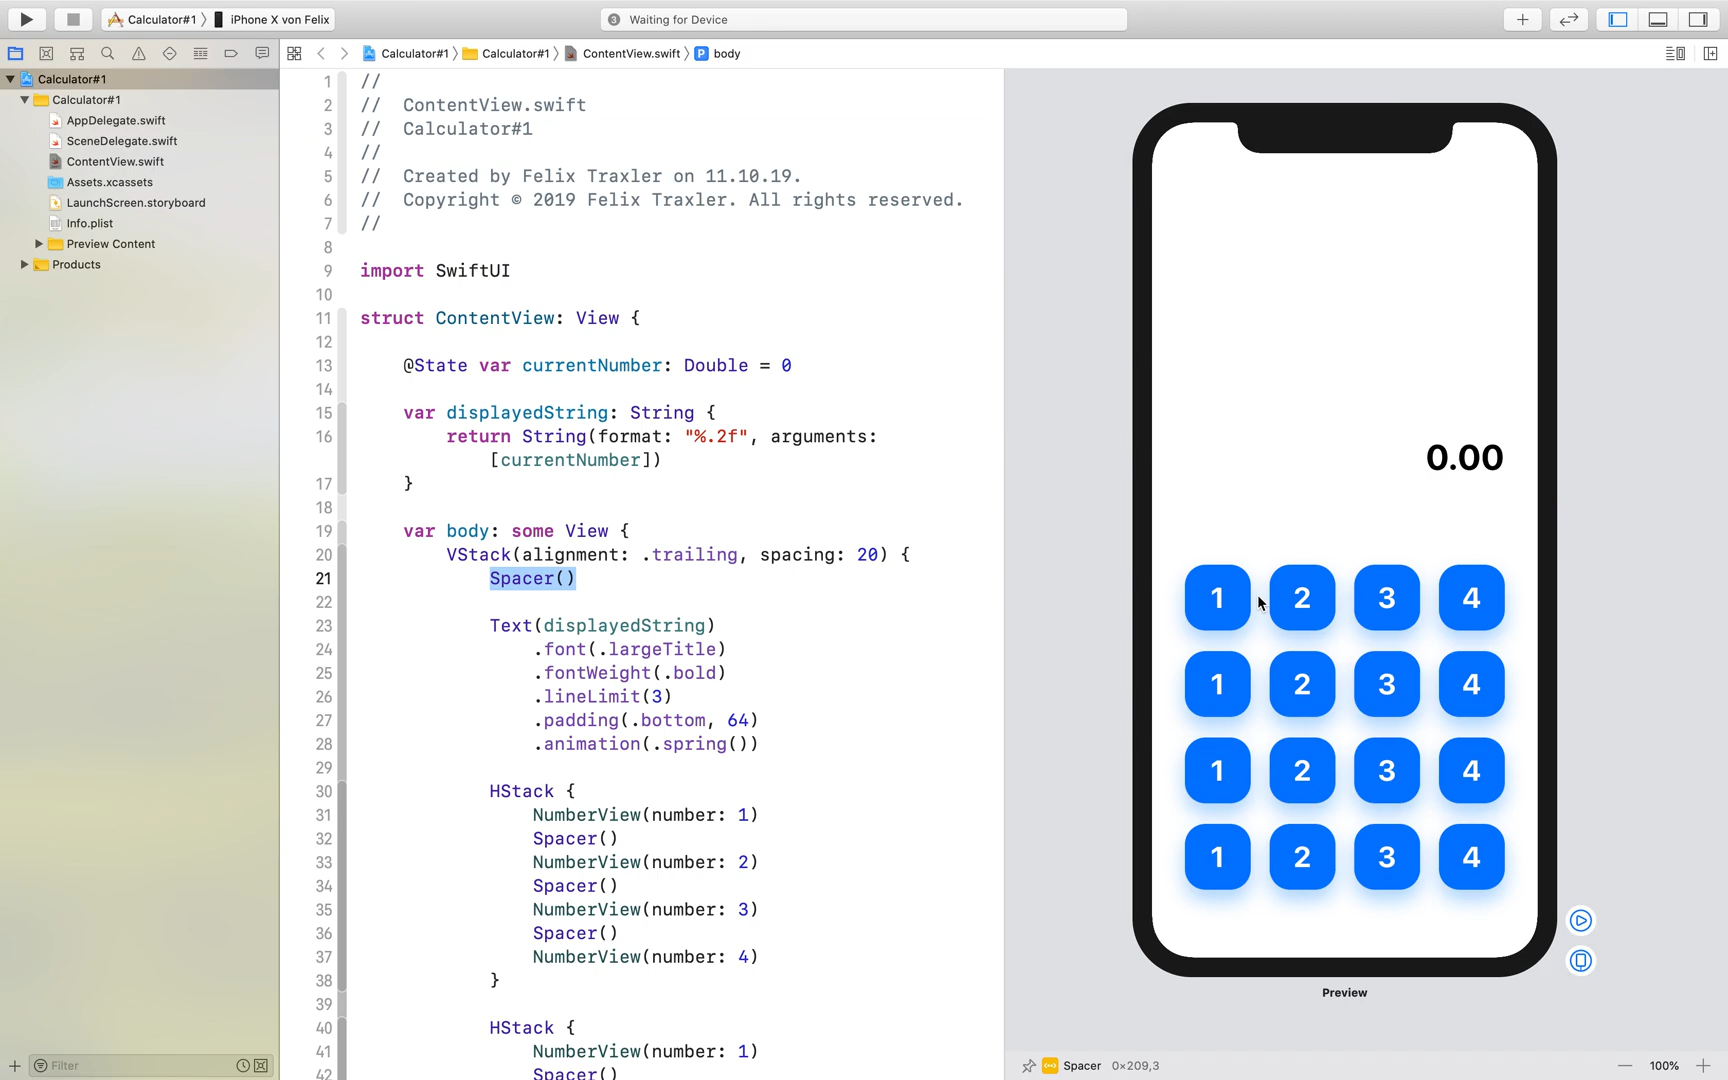 Calculator#1 〉 iPhone X von Felix
3 Waiting for Device
Calculator#1 〉 Calculator#1 〉 ContentView.swift 〉 P body
Calculator#1
Calculator#1
AppDelegate.swift
SceneDelegate.swift
ContentView.swift
Assets.xcassets
LaunchScreen.storyboard
Info.plist
Preview Content
Products
Filter
1 //
2 //  ContentView.swift
3 //  Calculator#1
4 //
5 //  Created by Felix Traxler on 11.10.19.
6 //  Copyright © 2019 Felix Traxler. All rights reserved.
7 //
8
9 import SwiftUI
10
11 struct ContentView: View {
12
13     @State var currentNumber: Double = 0
14
15     var displayedString: String {
16         return String(format: "%.2f", arguments:
            [currentNumber])
17     }
18
19     var body: some View {
20         VStack(alignment: .trailing, spacing: 20) {
21             Spacer()
22
23             Text(displayedString)
24                 .font(.largeTitle)
25                 .fontWeight(.bold)
26                 .lineLimit(3)
27                 .padding(.bottom, 64)
28                 .animation(.spring())
29
30             HStack {
31                 NumberView(number: 1)
32                 Spacer()
33                 NumberView(number: 2)
34                 Spacer()
35                 NumberView(number: 3)
36                 Spacer()
37                 NumberView(number: 4)
38             }
39
40             HStack {
41                 NumberView(number: 1)
42                 Spacer()
0.00
1 2 3 4
1 2 3 4
1 2 3 4
1 2 3 4
Preview
Spacer 0×209,3
100%